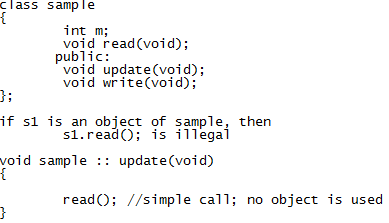 class sample
{
int m;
void read(void);
public:
void update(void);
void write(void);
};
if s1 is an object of sample, then
s1.read(); is illegal
void sample :: update(void)
{
read(); //simple call; no object is used
}